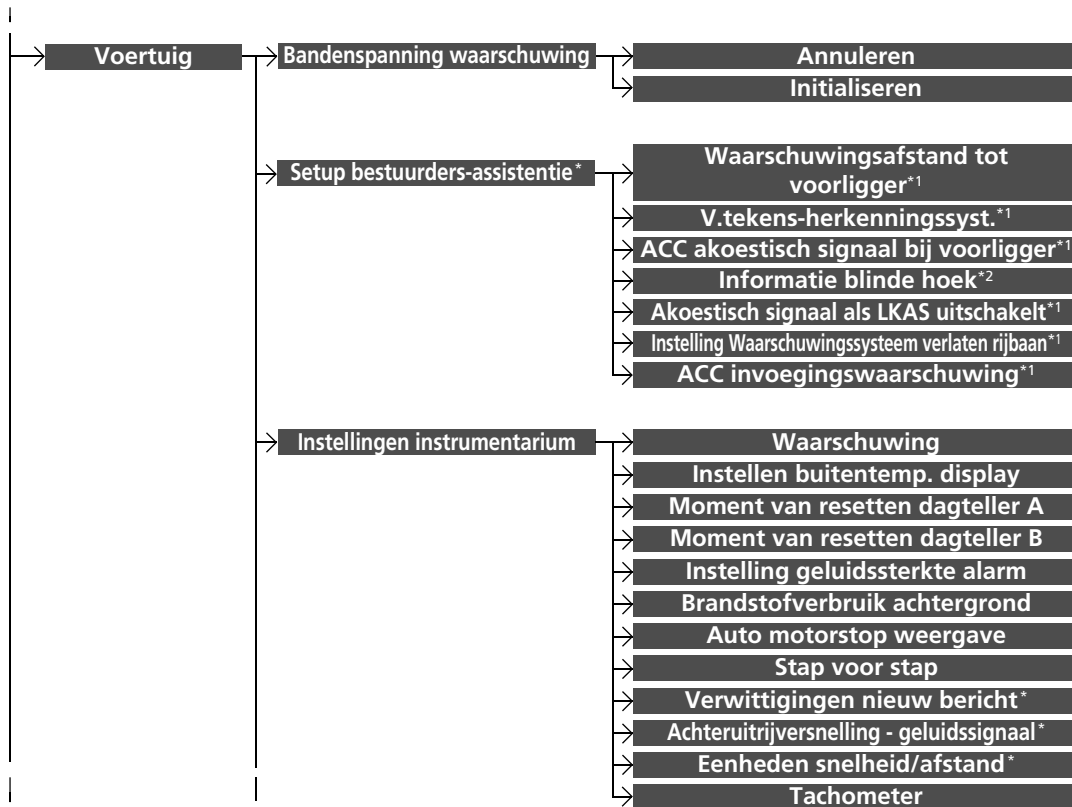 Voertuig
Bandenspanning waarschuwing
Annuleren
Initialiseren
Setup bestuurders-assistentie*
Waarschuwingsafstand tot
voorligger*1
V.tekens-herkenningssyst.*1
ACC akoestisch signaal bij voorligger*1
Informatie blinde hoek*2
Akoestisch signaal als LKAS uitschakelt*1
Instelling Waarschuwingssysteem verlaten rijbaan*1
ACC invoegingswaarschuwing*1
Instellingen instrumentarium
Waarschuwing
Instellen buitentemp. display
Moment van resetten dagteller A
Moment van resetten dagteller B
Instelling geluidssterkte alarm
Brandstofverbruik achtergrond
Auto motorstop weergave
Stap voor stap
Verwittigingen nieuw bericht*
Achteruitrijversnelling - geluidssignaal*
Eenheden snelheid/afstand*
Tachometer